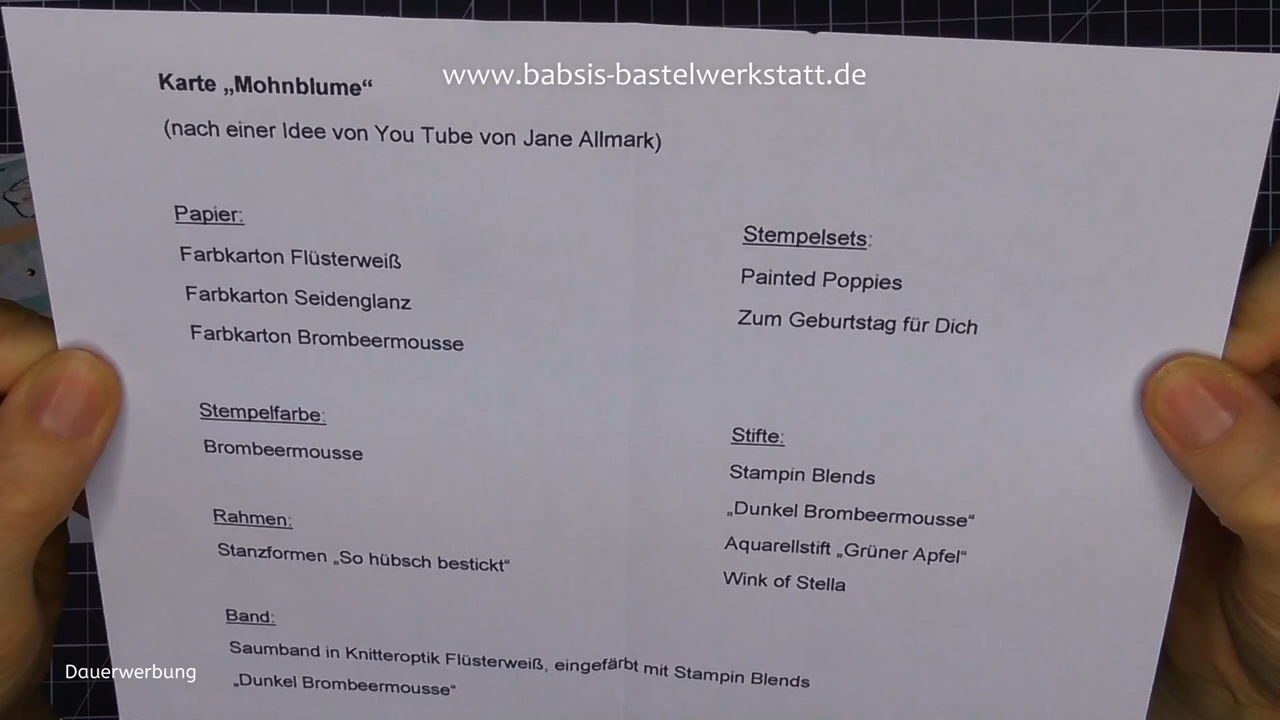 www.babsis-bastelwerkstatt.de
Karte „Mohnblume“
(nach einer Idee von You Tube von Jane Allmark)
Papier:
Farbkarton Flüsterweiß
Farbkarton Seidenglanz
Farbkarton Brombeermousse
Stempelfarbe:
Brombeermousse
Rahmen:
Stanzformen „So hübsch bestickt“
Stempelsets:
Painted Poppies
Zum Geburtstag für Dich
Stifte:
Stampin Blends
„Dunkel Brombeermousse“
Aquarellstift „Grüner Apfel“
Wink of Stella
Band:
Saumband in Knitteroptik Flüsterweiß, eingefärbt mit Stampin Blends
„Dunkel Brombeermousse“
Dauerwerbung